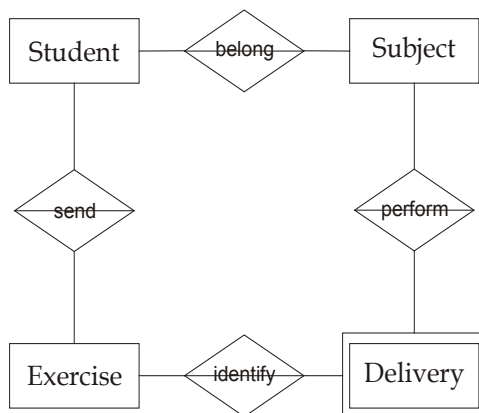 Student
belong
Subject
send
perform
Exercise
identify
Delivery